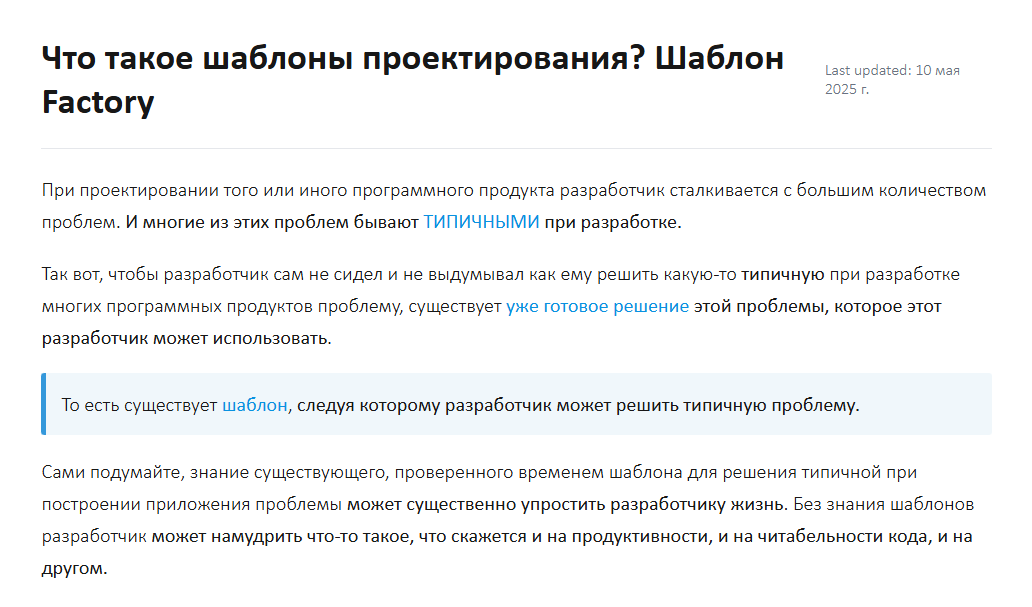 Что такое шаблоны проектирования? Шаблон
Factory
Last updated: 10 мая
2025 г.
При проектировании того или иного программного продукта разработчик сталкивается с большим количеством
проблем. И многие из этих проблем бывают ТИПИЧНЫМИ при разработке.
Так вот, чтобы разработчик сам не сидел и не выдумывал как ему решить какую-то типичную при разработке
многих программных продуктов проблему, существует уже готовое решение этой проблемы, которое этот
разработчик может использовать.
То есть существует шаблон, следуя которому разработчик может решить типичную проблему.
Сами подумайте, знание существующего, проверенного временем шаблона для решения типичной при
построении приложения проблемы может существенно упростить разработчику жизнь. Без знания шаблонов
разработчик может намудрить что-то такое, что скажется и на продуктивности, и на читабельности кода, и на
другом.